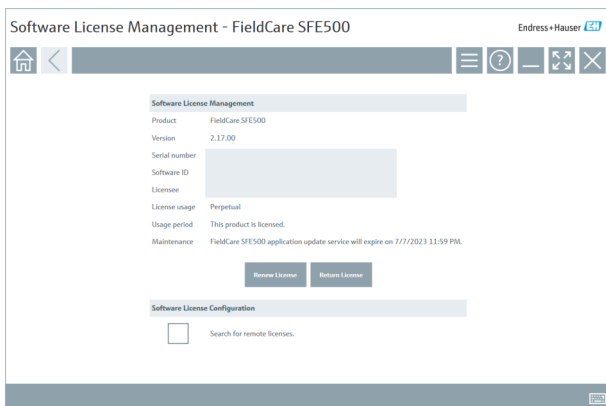 Software License Management - FieldCare SFE500
Endress+Hauser EH
?
Software License Management
Product FieldCare SFE500
Version 2.17.00
Serial number
Software ID
Licensee
License usage Perpetual
Usage period This product is licensed.
Maintenance FieldCare SFE500 application update service will expire on 7/7/2023 11:59 PM.
Renew License Return License
Software License Configuration
Search for remote licenses.